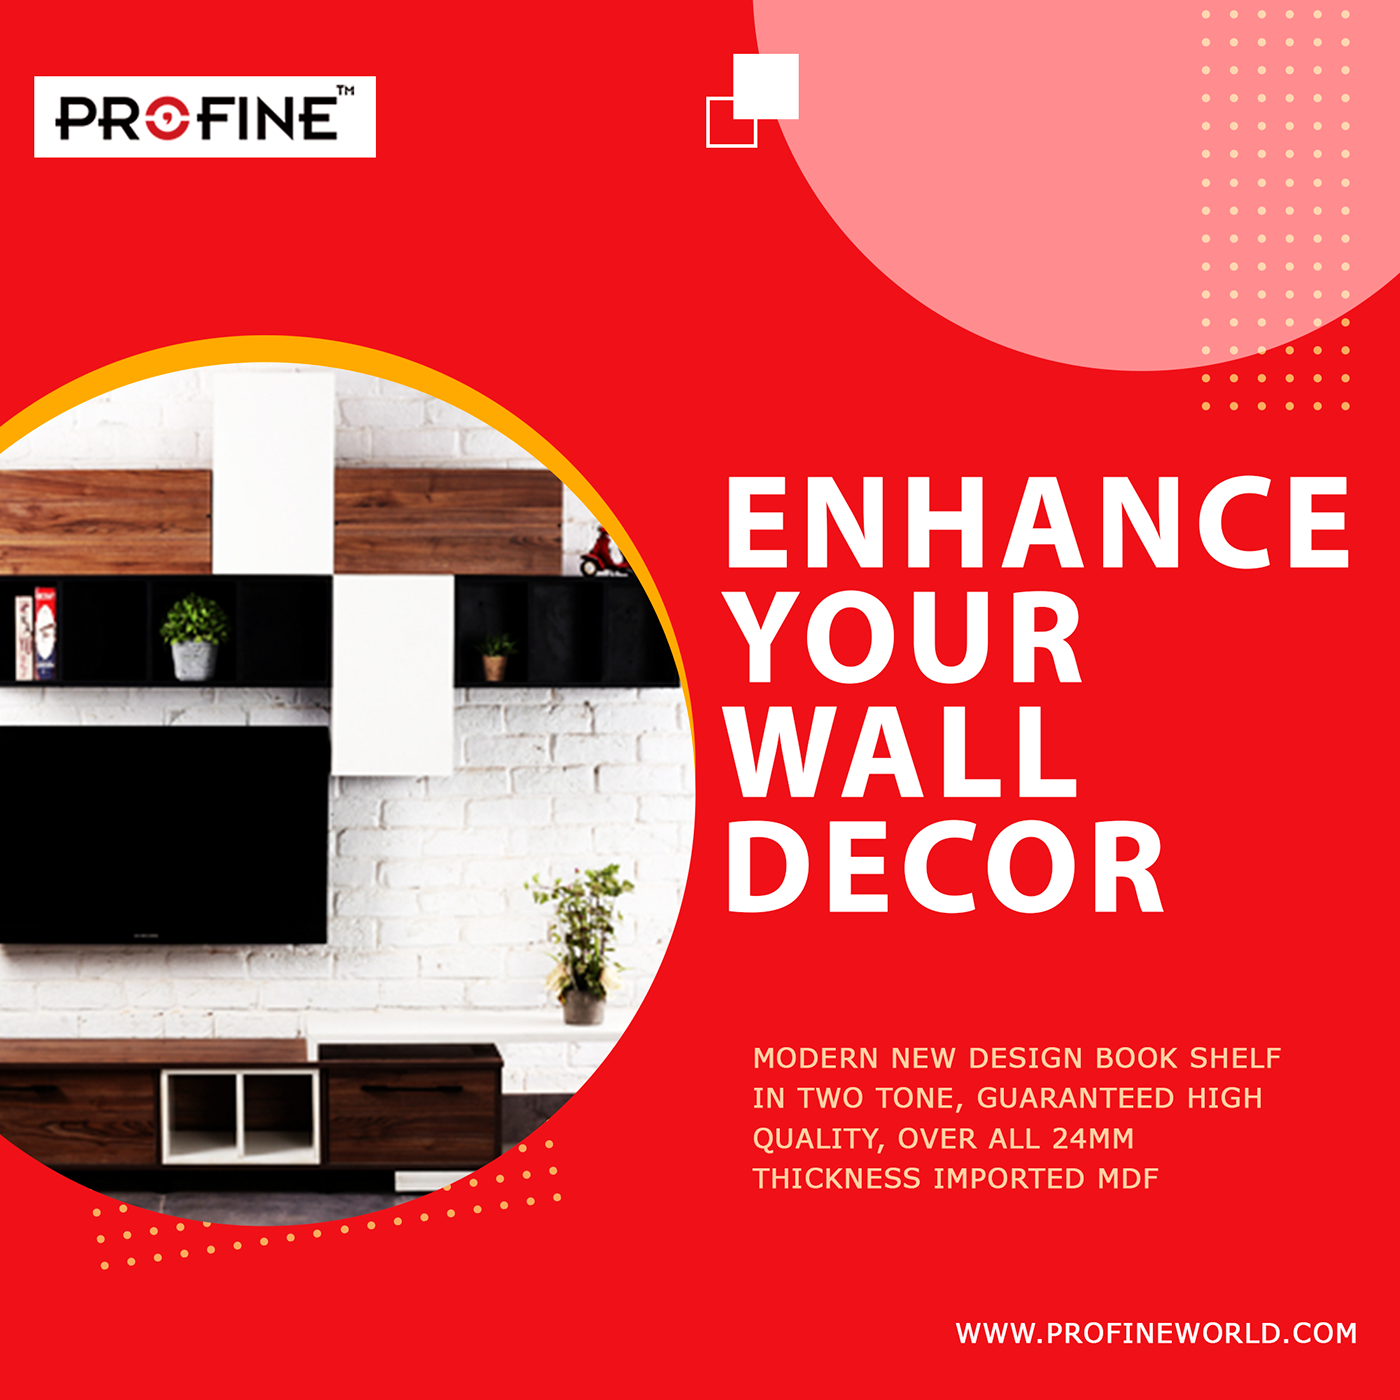 PROFINE™
ENHANCE
YOUR
WALL
DECOR
MODERN NEW DESIGN BOOK SHELF
IN TWO TONE, GUARANTEED HIGH
QUALITY, OVER ALL 24MM
THICKNESS IMPORTED MDF
WWW.PROFINEWORLD.COM